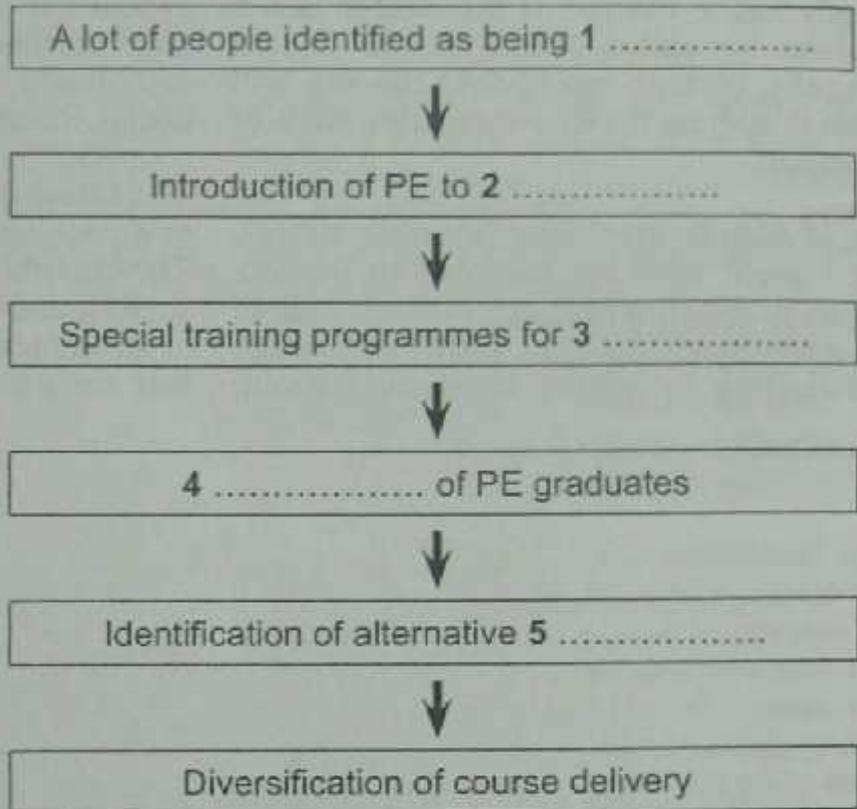 A lot of people identified as being 1 ..................
Introduction of PE to 2 ..................
Special training programmes for 3 ..................
4 .................. of PE graduates
Identification of alternative 5 ..................
Diversification of course delivery